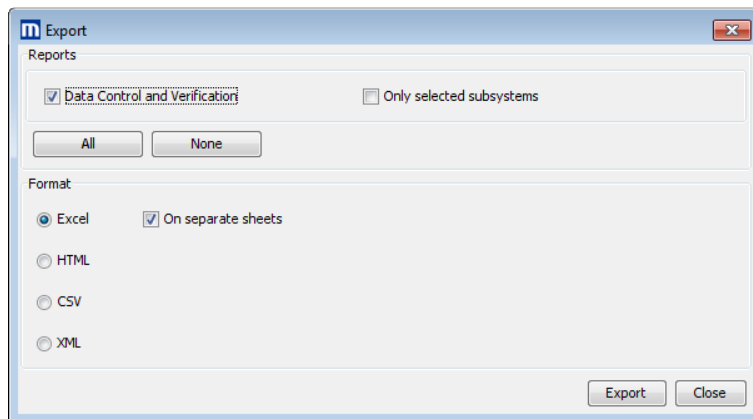 m Export
Reports
Data Control and Verification Only selected subsystems
All None
Format
Excel On separate sheets
HTML
CSV
XML
Export Close